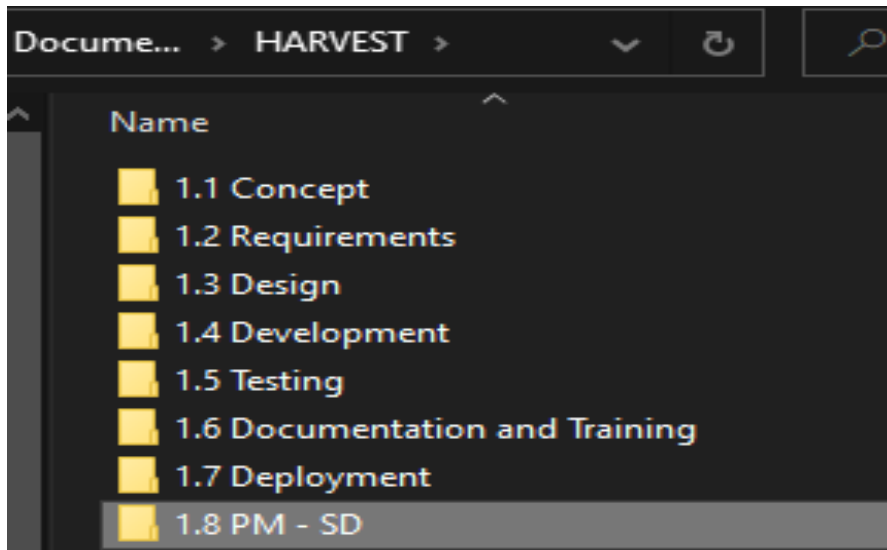 Docume... > HARVEST >
Name
1.1 Concept
1.2 Requirements
1.3 Design
1.4 Development
1.5 Testing
1.6 Documentation and Training
1.7 Deployment
1.8 PM - SD